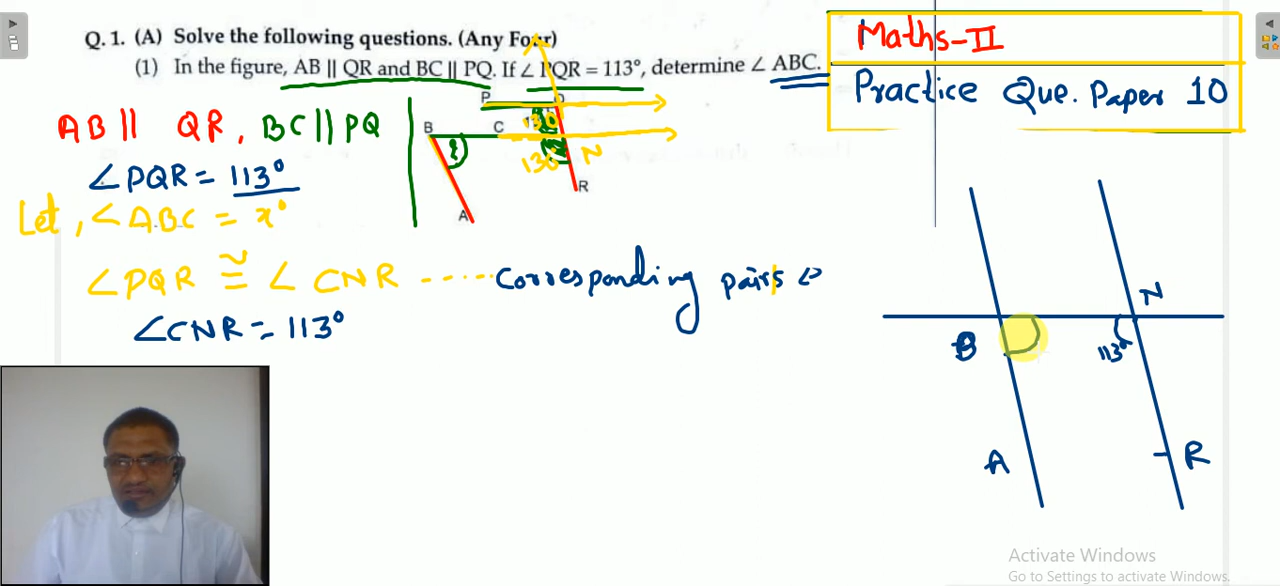 Q.1. (A) Solve the following questions. (Any Four)
(1) In the figure, AB || QR and BC || PQ. If ∠ PQR = 113°, determine ∠ ABC.
Maths-II
Practice Que. Paper 10
AB || QR, BC || PQ
∠PQR = 113°
Let, ∠ABC = x°
∠PQR ≅ ∠CNR ----- Corresponding pairs
∠CNR = 113°
P
B
C
130
130
N
R
A
N
B
113°
A
R
Activate Windows
Go to Settings to activate Windows.